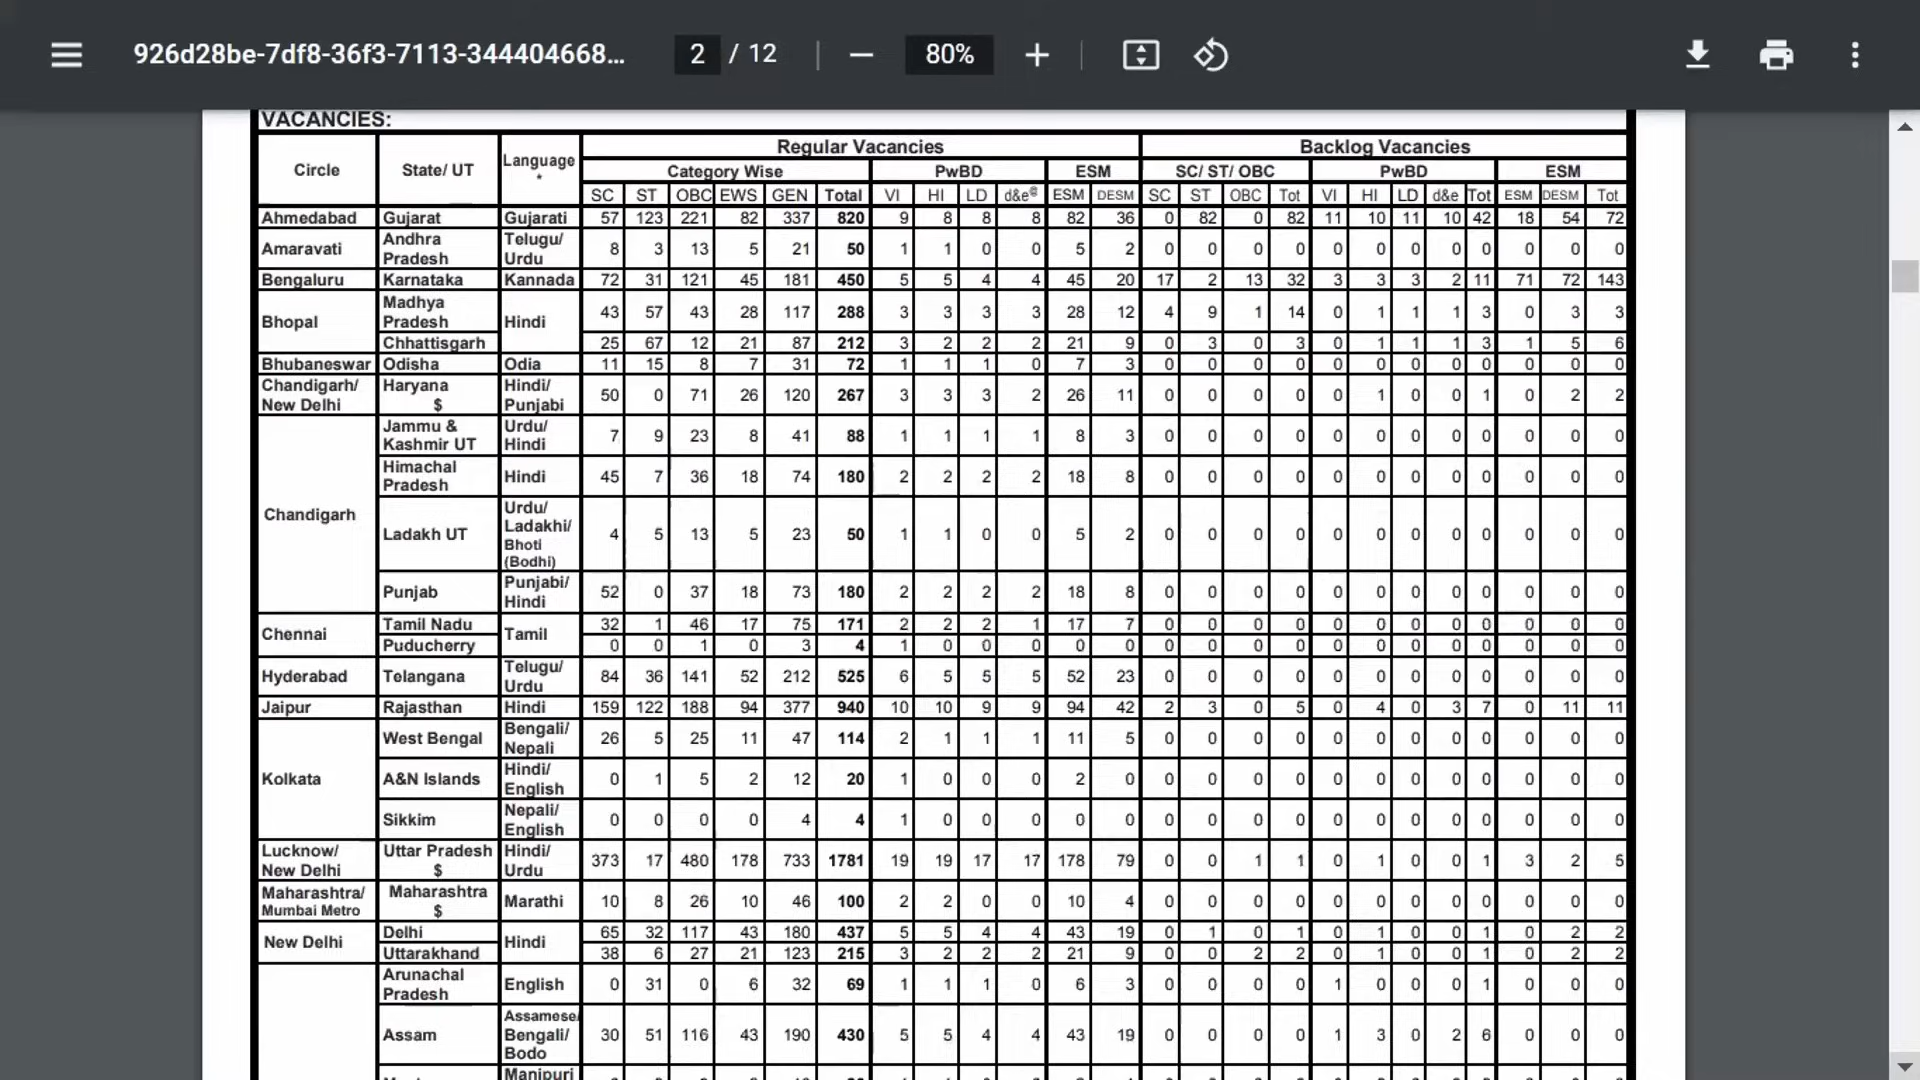 926d28be-7df8-36f3-7113-344404668... 2 / 12 80%
VACANCIES:
Circle State/ UT Language * Regular Vacancies Backlog Vacancies
Category Wise PwBD ESM SC/ ST/ OBC PwBD ESM
SC ST OBC EWS GEN Total VI HI LD d&e@ ESM DESM SC ST OBC Tot VI HI LD d&e Tot ESM DESM Tot
Ahmedabad Gujarat Gujarati 57 123 221 82 337 820 9 8 8 8 82 36 0 82 0 82 11 10 11 10 42 18 54 72
Amaravati Andhra Pradesh Telugu/ Urdu 8 3 13 5 21 50 1 1 0 0 5 2 0 0 0 0 0 0 0 0 0 0 0 0
Bengaluru Karnataka Kannada 72 31 121 45 181 450 5 5 4 4 45 20 17 2 13 32 3 3 3 2 11 71 72 143
Bhopal Madhya Pradesh Hindi 43 57 43 28 117 288 3 3 3 3 28 12 4 9 1 14 0 1 1 1 3 0 3 3
Chhattisgarh 25 67 12 21 87 212 3 2 2 2 21 9 0 3 0 3 0 1 1 1 3 1 5 6
Bhubaneswar Odisha Odia 11 15 8 7 31 72 1 1 1 0 7 3 0 0 0 0 0 0 0 0 0 0 0 0
Chandigarh/ New Delhi Haryana $ Hindi/ Punjabi 50 0 71 26 120 267 3 3 3 2 26 11 0 0 0 0 0 1 0 0 1 0 2 2
Chandigarh Jammu & Kashmir UT Urdu/ Hindi 7 9 23 8 41 88 1 1 1 1 8 3 0 0 0 0 0 0 0 0 0 0 0 0
Himachal Pradesh Hindi 45 7 36 18 74 180 2 2 2 2 18 8 0 0 0 0 0 0 0 0 0 0 0 0
Ladakh UT Urdu/ Ladakhi/ Bhoti (Bodhi) 4 5 13 5 23 50 1 1 0 0 5 2 0 0 0 0 0 0 0 0 0 0 0 0
Punjab Punjabi/ Hindi 52 0 37 18 73 180 2 2 2 2 18 8 0 0 0 0 0 0 0 0 0 0 0 0
Chennai Tamil Nadu Tamil 32 1 46 17 75 171 2 2 2 1 17 7 0 0 0 0 0 0 0 0 0 0 0 0
Puducherry 0 0 1 0 3 4 1 0 0 0 0 0 0 0 0 0 0 0 0 0 0 0 0 0
Hyderabad Telangana Telugu/ Urdu 84 36 141 52 212 525 6 5 5 5 52 23 0 0 0 0 0 0 0 0 0 0 0 0
Jaipur Rajasthan Hindi 159 122 188 94 377 940 10 10 9 9 94 42 2 3 0 5 0 4 0 3 7 0 11 11
Kolkata West Bengal Bengali/ Nepali 26 5 25 11 47 114 2 1 1 1 11 5 0 0 0 0 0 0 0 0 0 0 0 0
A&N Islands Hindi/ English 0 1 5 2 12 20 1 0 0 0 2 0 0 0 0 0 0 0 0 0 0 0 0 0
Sikkim Nepali/ English 0 0 0 0 4 4 1 0 0 0 0 0 0 0 0 0 0 0 0 0 0 0 0 0
Lucknow/ New Delhi Uttar Pradesh $ Hindi/ Urdu 373 17 480 178 733 1781 19 19 17 17 178 79 0 0 1 1 0 1 0 0 1 3 2 5
Maharashtra/ Mumbai Metro Maharashtra $ Marathi 10 8 26 10 46 100 2 2 0 0 10 4 0 0 0 0 0 0 0 0 0 0 0 0
New Delhi Delhi Hindi 65 32 117 43 180 437 5 5 4 4 43 19 0 1 0 1 0 1 0 0 1 0 2 2
Uttarakhand 38 6 27 21 123 215 3 2 2 2 21 9 0 0 2 2 0 1 0 0 1 0 2 2
Arunachal Pradesh English 0 31 0 6 32 69 1 1 1 0 6 3 0 0 0 0 1 0 0 0 1 0 0 0
Assam Assamese/ Bengali/ Bodo 30 51 116 43 190 430 5 5 4 4 43 19 0 0 0 0 1 3 0 2 6 0 0 0
Manipuri